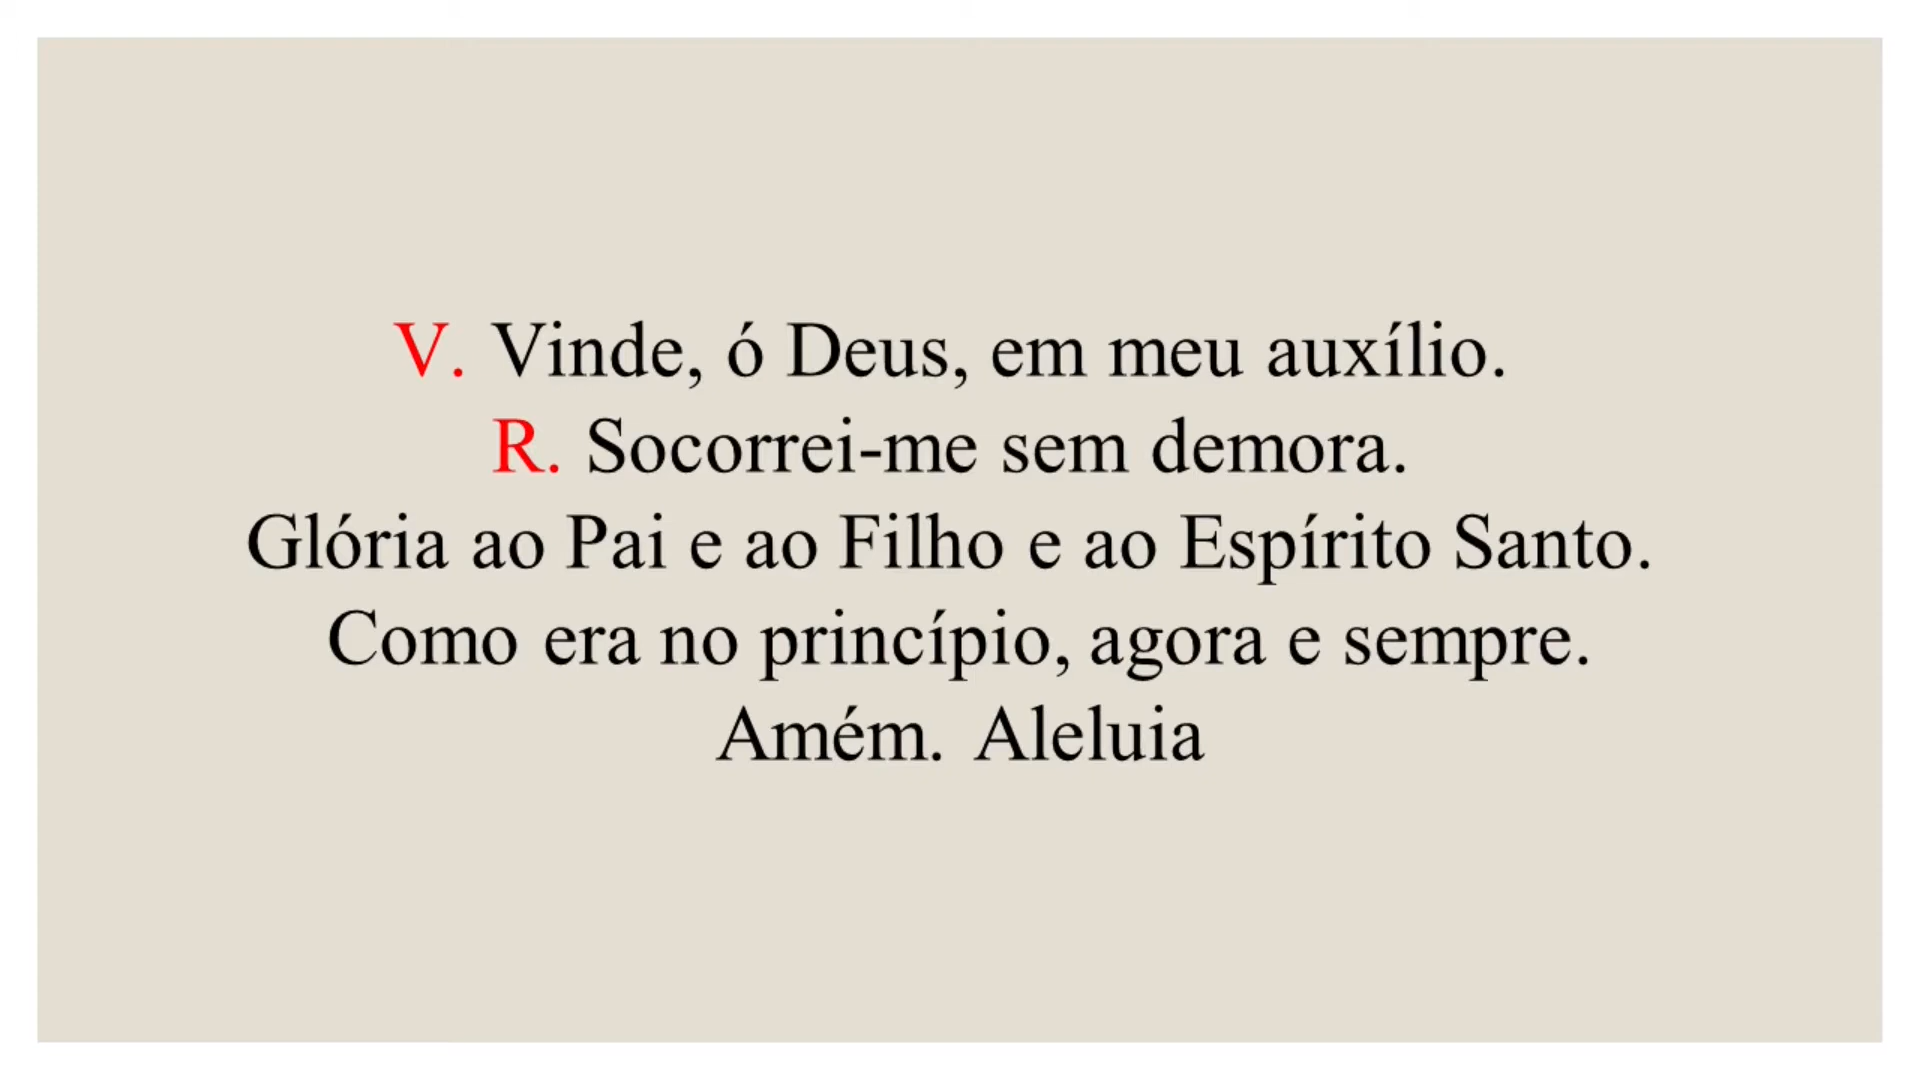 V. Vinde, ó Deus, em meu auxílio.
R. Socorrei-me sem demora.
Glória ao Pai e ao Filho e ao Espírito Santo.
Como era no princípio, agora e sempre.
Amém. Aleluia